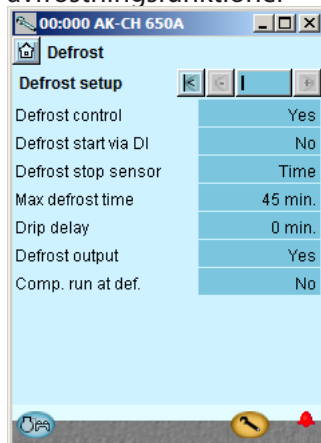 avfrostningsfunktioner
00:000 AK-CH 650A
Defrost
Defrost setup
Defrost control Yes
Defrost start via DI No
Defrost stop sensor Time
Max defrost time 45 min.
Drip delay 0 min.
Defrost output Yes
Comp. run at def. No